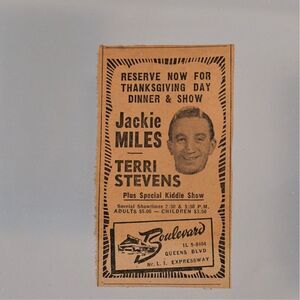 RESERVE NOW FOR
THANKSGIVING DAY
DINNER & SHOW
Jackie
MILES
TERRI
STEVENS
Plus Special Kiddie Show
Special Showtimes 2:30 & 5:30 P.M.
ADULTS $5.00 — CHILDREN $3.50
Boulevard
IL 9-8404
QUEENS BLVD
Nr. L. I. EXPRESSWAY